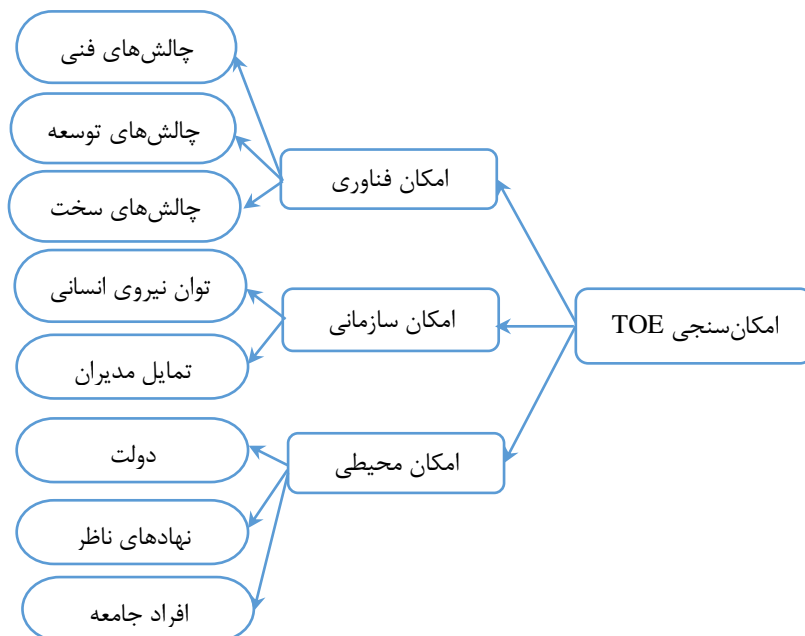 امکان‌سنجی TOE
امکان فناوری
چالش‌های فنی
چالش‌های توسعه
چالش‌های سخت
امکان سازمانی
توان نیروی انسانی
تمایل مدیران
امکان محیطی
دولت
نهادهای ناظر
افراد جامعه